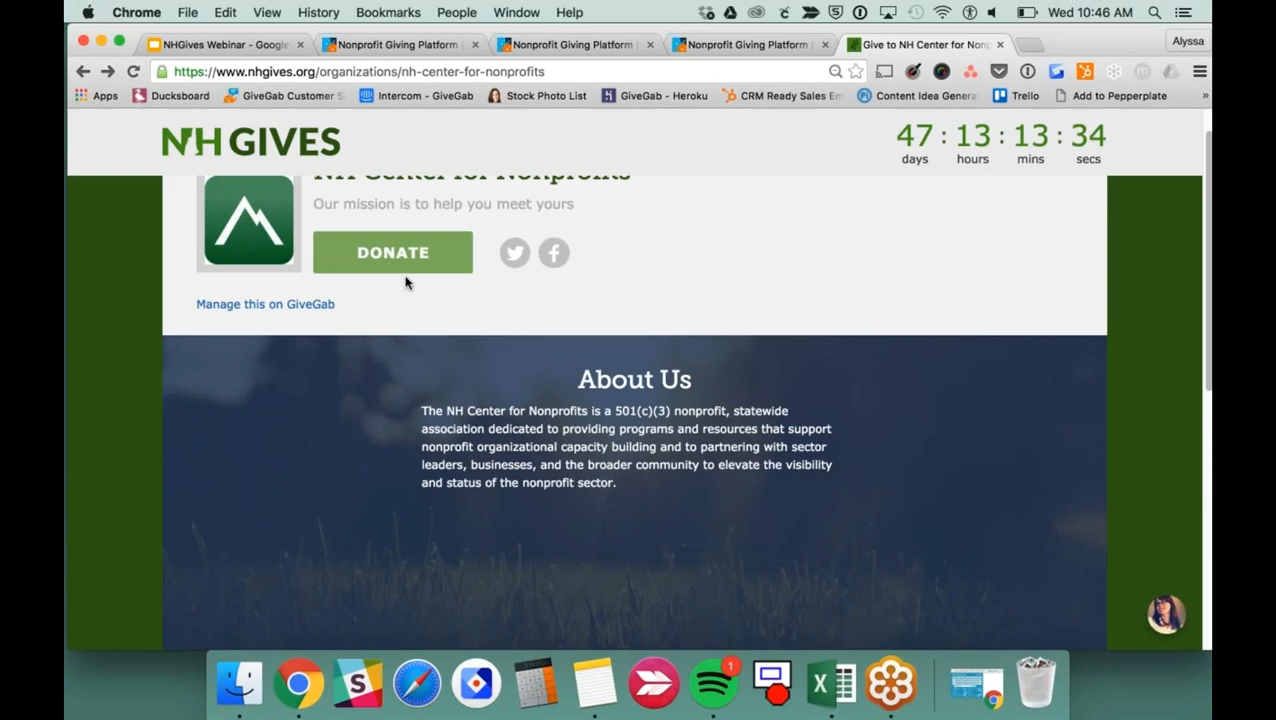 Chrome File Edit View History Bookmarks People Window Help Wed 10:46 AM
NHGives Webinar - Google Nonprofit Giving Platform Nonprofit Giving Platform Nonprofit Giving Platform Give to NH Center for Non Alyssa
https://www.nhgives.org/organizations/nh-center-for-nonprofits
Apps Ducksboard GiveGab Customer S Intercom - GiveGab Stock Photo List GiveGab - Heroku CRM Ready Sales Em Content Idea Genera Trello Add to Pepperplate »
NH GIVES
47 : 13 : 13 : 34
days hours mins secs
NH Center for Nonprofits
Our mission is to help you meet yours
DONATE
Manage this on GiveGab
About Us
The NH Center for Nonprofits is a 501(c)(3) nonprofit, statewide
association dedicated to providing programs and resources that support
nonprofit organizational capacity building and to partnering with sector
leaders, businesses, and the broader community to elevate the visibility
and status of the nonprofit sector.
1